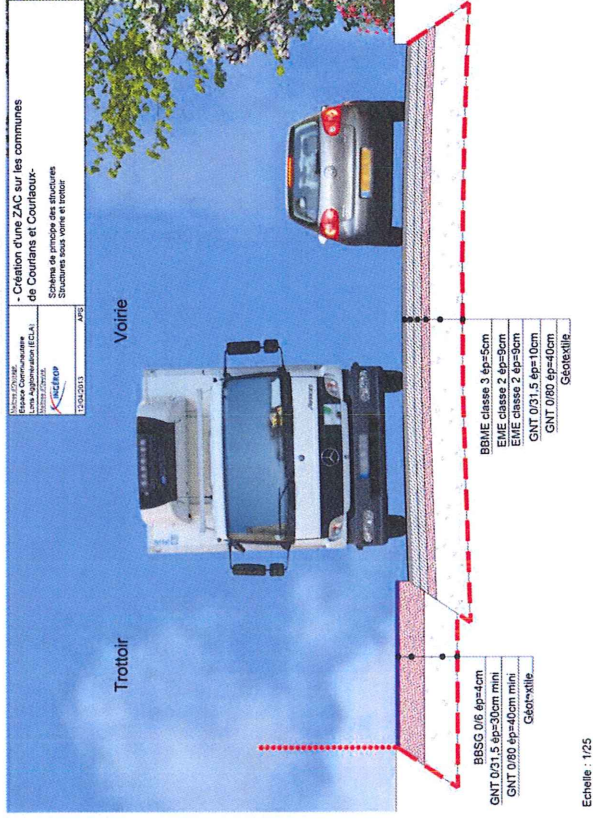 Maître d'Ouvrage
Espace Communautaire
Lons Agglomération (ECLA)
Maître d'Oeuvre
INGÉROP
12/04/2013
APS
- Création d'une ZAC sur les communes
de Courlans et Courlaoux-
Schéma de principe des structures
Structures sous voirie et trottoir
Trottoir
Voirie
BBSG 0/6 ép=4cm
GNT 0/31,5 ép=30cm mini
GNT 0/80 ép=40cm mini
Géotextile
BBME classe 3 ép=5cm
EME classe 2 ép=9cm
EME classe 2 ép=9cm
GNT 0/31,5 ép=10cm
GNT 0/80 ép=40cm
Géotextile
Echelle : 1/25